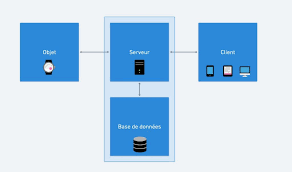 Objet
Serveur
Client
Base de données